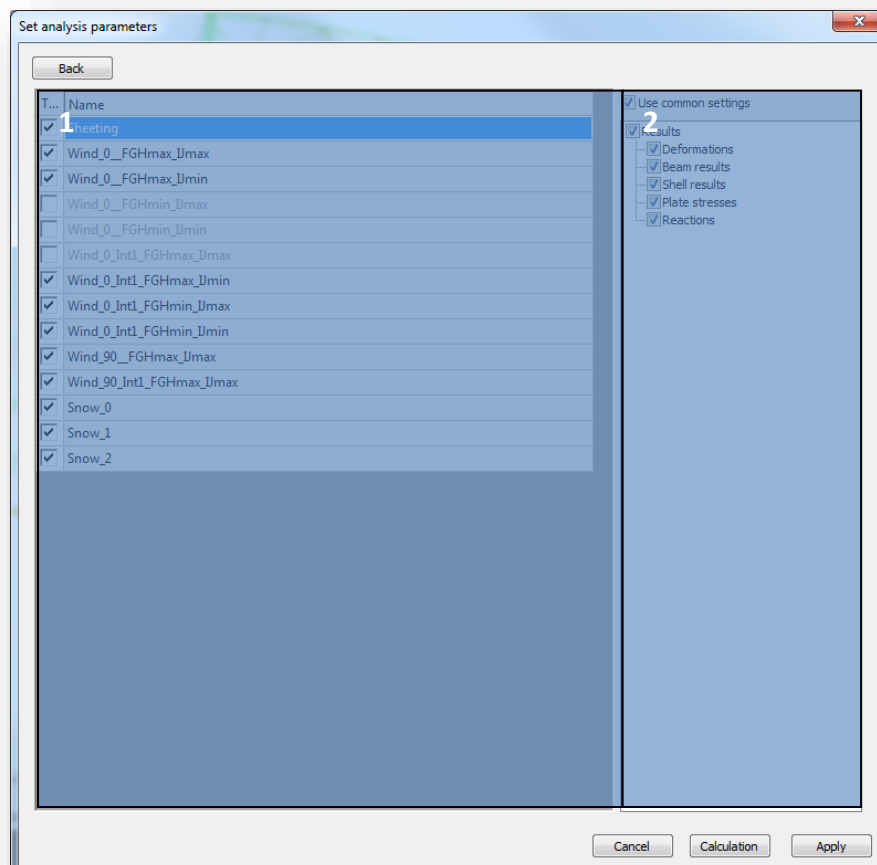 Set analysis parameters
Back
T... Name
1
Sheeting
Wind_0__FGHmax_IJmax
Wind_0__FGHmax_IJmin
Wind_0__FGHmin_IJmax
Wind_0__FGHmin_IJmin
Wind_0_Int1_FGHmax_IJmax
Wind_0_Int1_FGHmax_IJmin
Wind_0_Int1_FGHmin_IJmax
Wind_0_Int1_FGHmin_IJmin
Wind_90__FGHmax_IJmax
Wind_90_Int1_FGHmax_IJmax
Snow_0
Snow_1
Snow_2
Use common settings
2
Results
Deformations
Beam results
Shell results
Plate stresses
Reactions
Cancel Calculation Apply